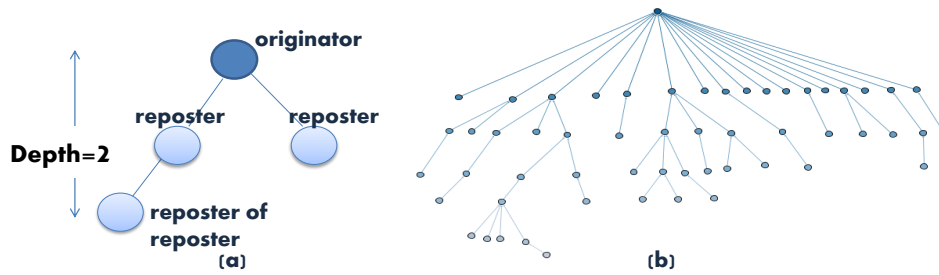 originator
reposter
reposter
Depth=2
reposter of
reposter
(a)
(b)